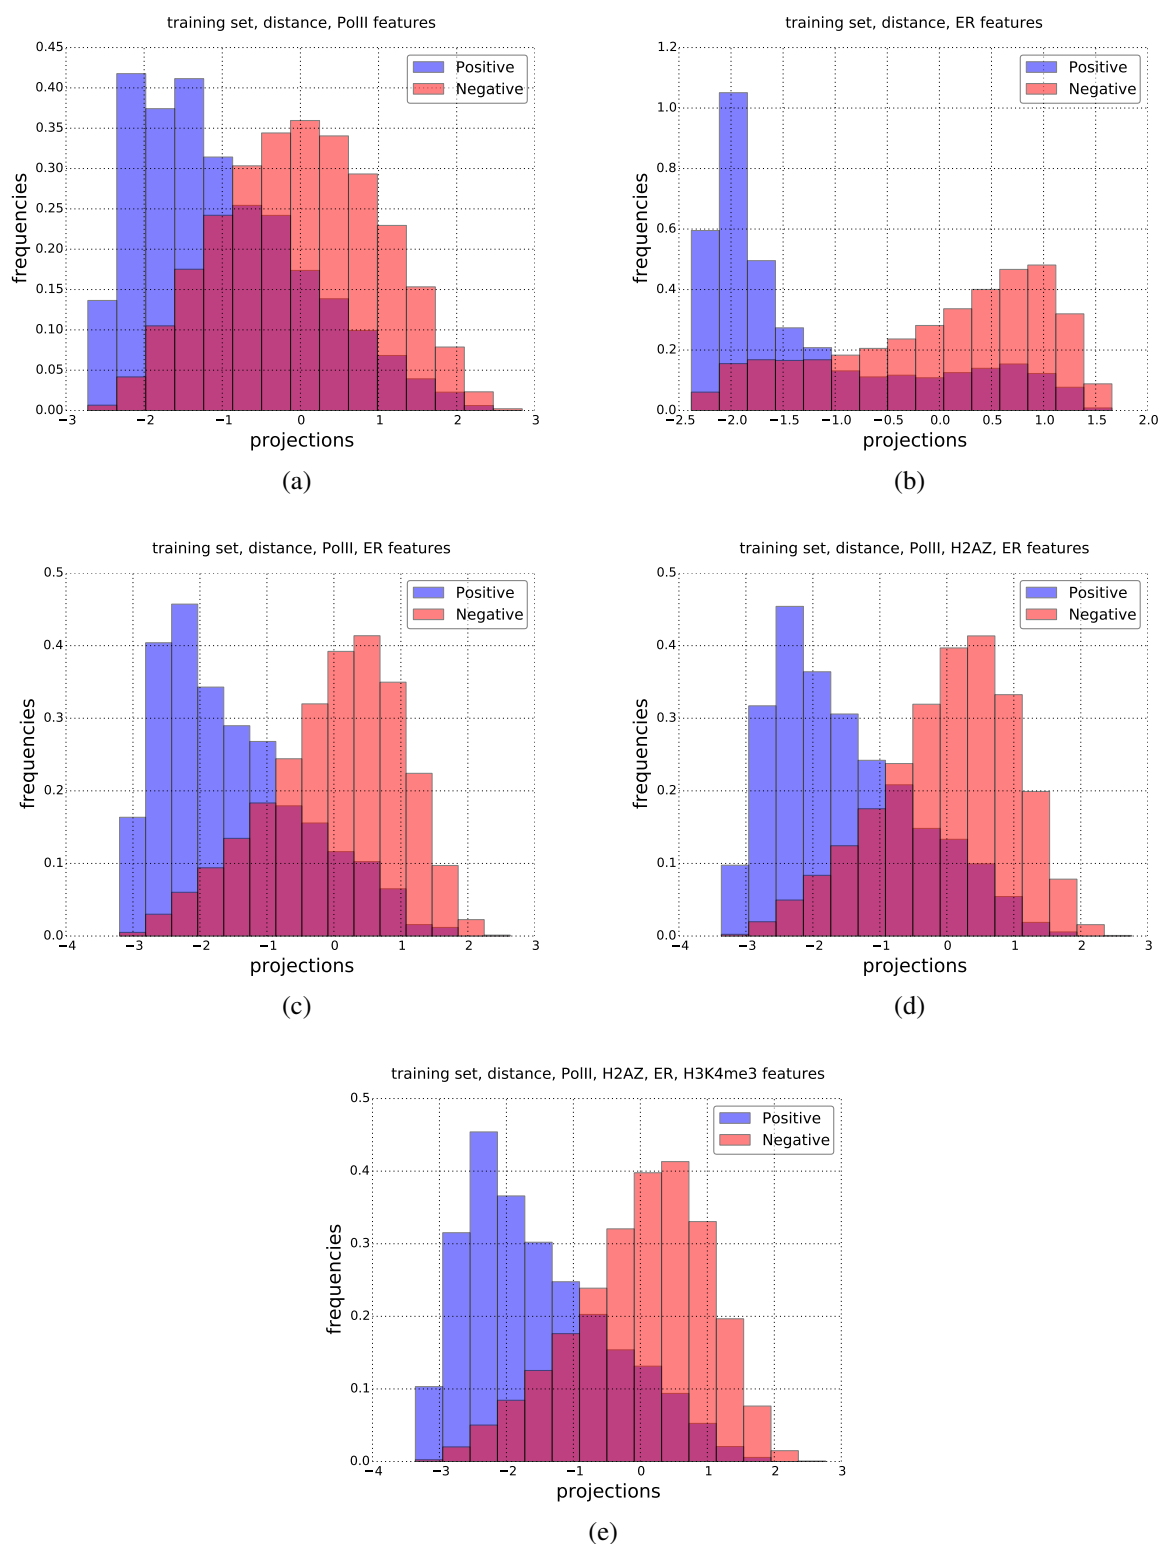 training set, distance, PolII features
0.45
0.40
0.35
0.30
0.25
0.20
0.15
0.10
0.05
0.00
frequencies
Positive
Negative
−3 −2 −1 0 1 2 3
projections
(a)
training set, distance, ER features
1.2
1.0
0.8
0.6
0.4
0.2
0.0
frequencies
Positive
Negative
−2.5 −2.0 −1.5 −1.0 −0.5 0.0 0.5 1.0 1.5 2.0
projections
(b)
training set, distance, PolII, ER features
0.5
0.4
0.3
0.2
0.1
0.0
frequencies
Positive
Negative
−4 −3 −2 −1 0 1 2 3
projections
(c)
training set, distance, PolII, H2AZ, ER features
0.5
0.4
0.3
0.2
0.1
0.0
frequencies
Positive
Negative
−4 −3 −2 −1 0 1 2 3
projections
(d)
training set, distance, PolII, H2AZ, ER, H3K4me3 features
0.5
0.4
0.3
0.2
0.1
0.0
frequencies
Positive
Negative
−4 −3 −2 −1 0 1 2 3
projections
(e)